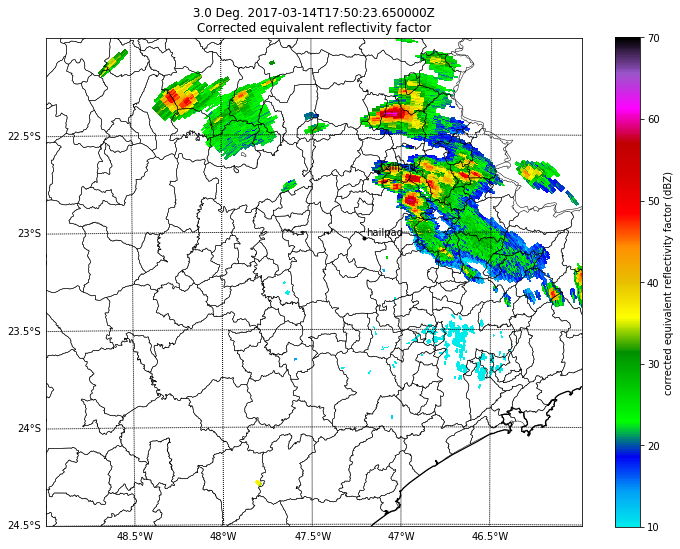 3.0 Deg. 2017-03-14T17:50:23.650000Z
Corrected equivalent reflectivity factor
22.5°S
23°S
23.5°S
24°S
24.5°S
48.5°W
48°W
47.5°W
47°W
46.5°W
hailpad
hailpad
70
60
50
40
30
20
10
corrected equivalent reflectivity factor (dBZ)